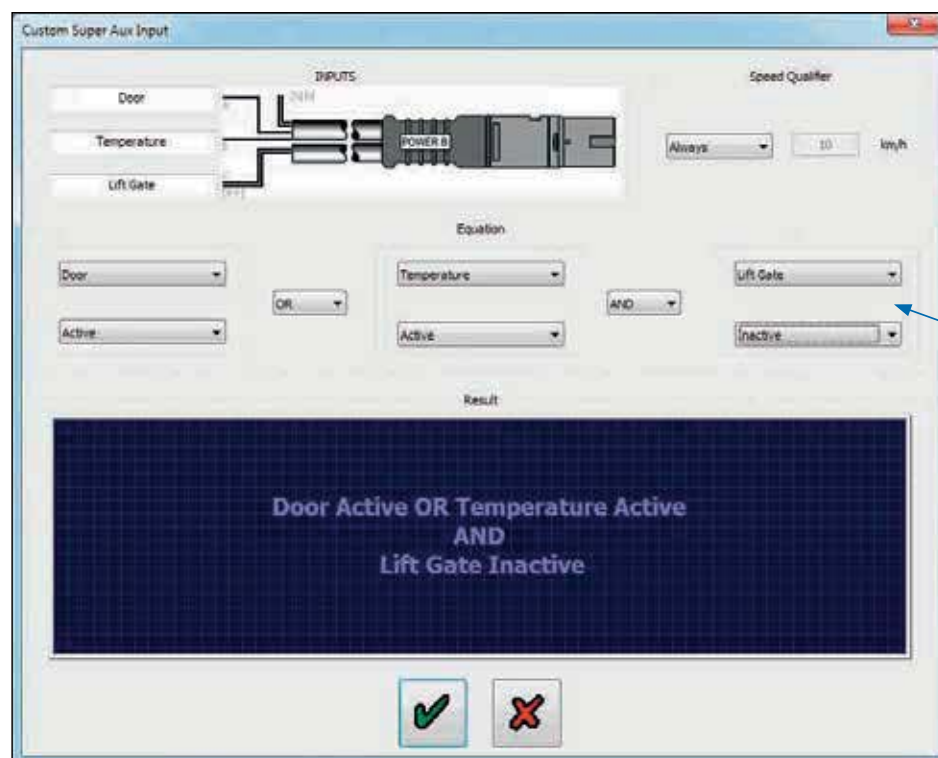 Custom Super Aux Input
INPUTS
Speed Qualifier
Door
Temperature
POWER B
Always
10
km/h
Lift Gate
Equation
Door
OR
Temperature
AND
Lift Gate
Active
Active
Inactive
Result
Door Active OR Temperature Active
AND
Lift Gate Inactive